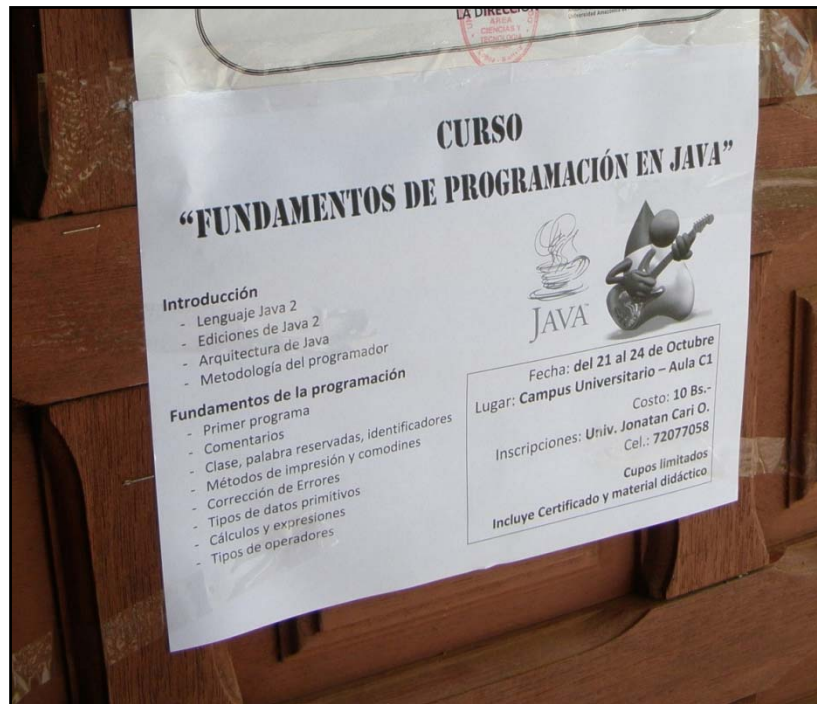 LA DIRECCIÓN
AREA
CIENCIAS Y
TECNOLOGIA
CURSO
“FUNDAMENTOS DE PROGRAMACIÓN EN JAVA”
Introducción
- Lenguaje Java 2
- Ediciones de Java 2
- Arquitectura de Java
- Metodología del programador
Fundamentos de la programación
- Primer programa
- Comentarios
- Clase, palabra reservadas, identificadores
- Métodos de impresión y comodines
- Corrección de Errores
- Tipos de datos primitivos
- Cálculos y expresiones
- Tipos de operadores
JAVA™
Fecha: del 21 al 24 de Octubre
Lugar: Campus Universitario – Aula C1
Costo: 10 Bs.-
Inscripciones: Univ. Jonatan Cari O.
Cel.: 72077058
Cupos limitados
Incluye Certificado y material didáctico